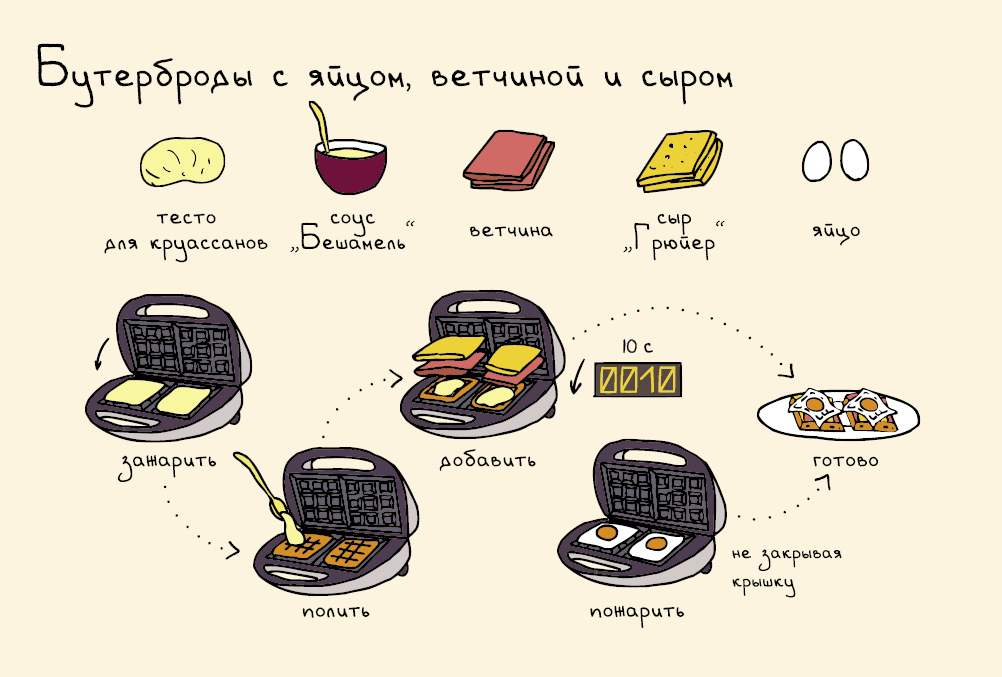 Бутерброды с яйцом, ветчиной и сыром
тесто
для круассанов
соус
„Бешамель“
ветчина
сыр
„Грюйер“
яйцо
10 с
0010
зажарить
добавить
готово
не закрывая
крышку
полить
пожарить